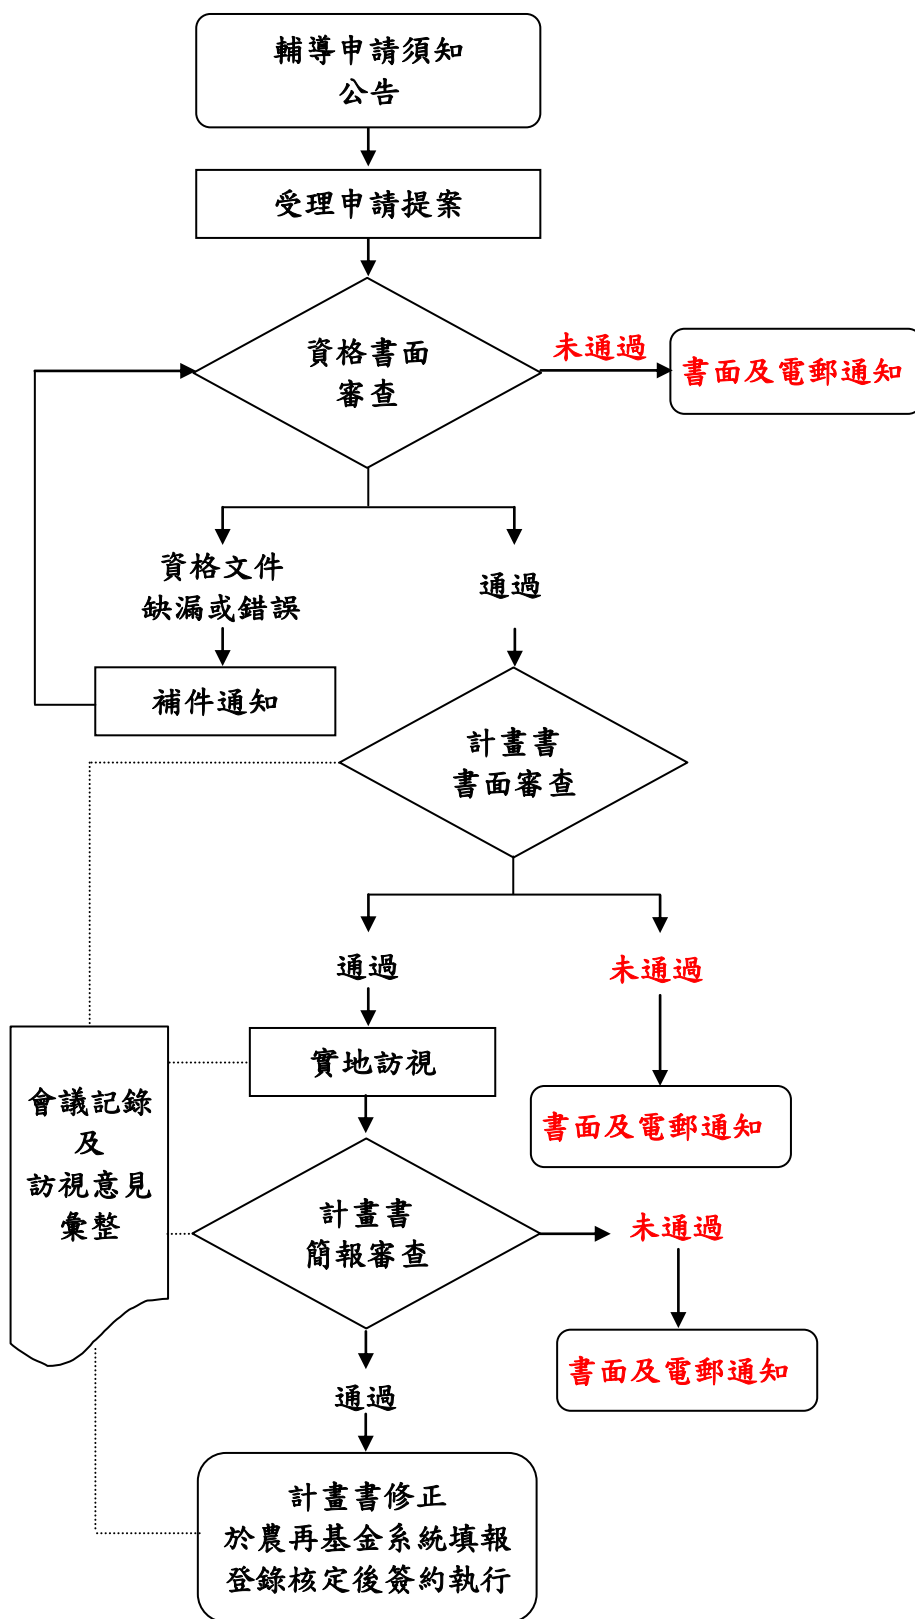 輔導申請須知
公告
受理申請提案
資格書面
審查
未通過
書面及電郵通知
資格文件
缺漏或錯誤
通過
補件通知
計畫書
書面審查
通過
未通過
實地訪視
書面及電郵通知
會議記錄
及
訪視意見
彙整
計畫書
簡報審查
未通過
書面及電郵通知
通過
計畫書修正
於農再基金系統填報
登錄核定後簽約執行